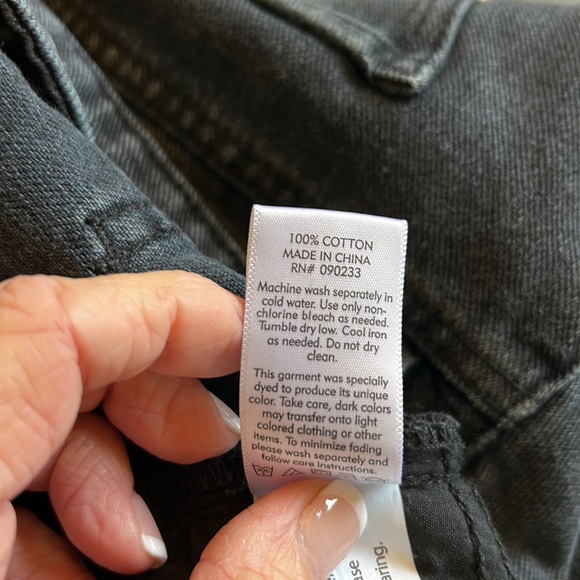 100% COTTON
MADE IN CHINA
RN# 090233
Machine wash separately in
cold water. Use only non-
chlorine bleach as needed.
Tumble dry low. Cool iron
as needed. Do not dry
clean.
This garment was specially
dyed to produce its unique
color. Take care, dark colors
may transfer onto light
colored clothing or other
items. To minimize fading
please wash separately and
follow care instructions.